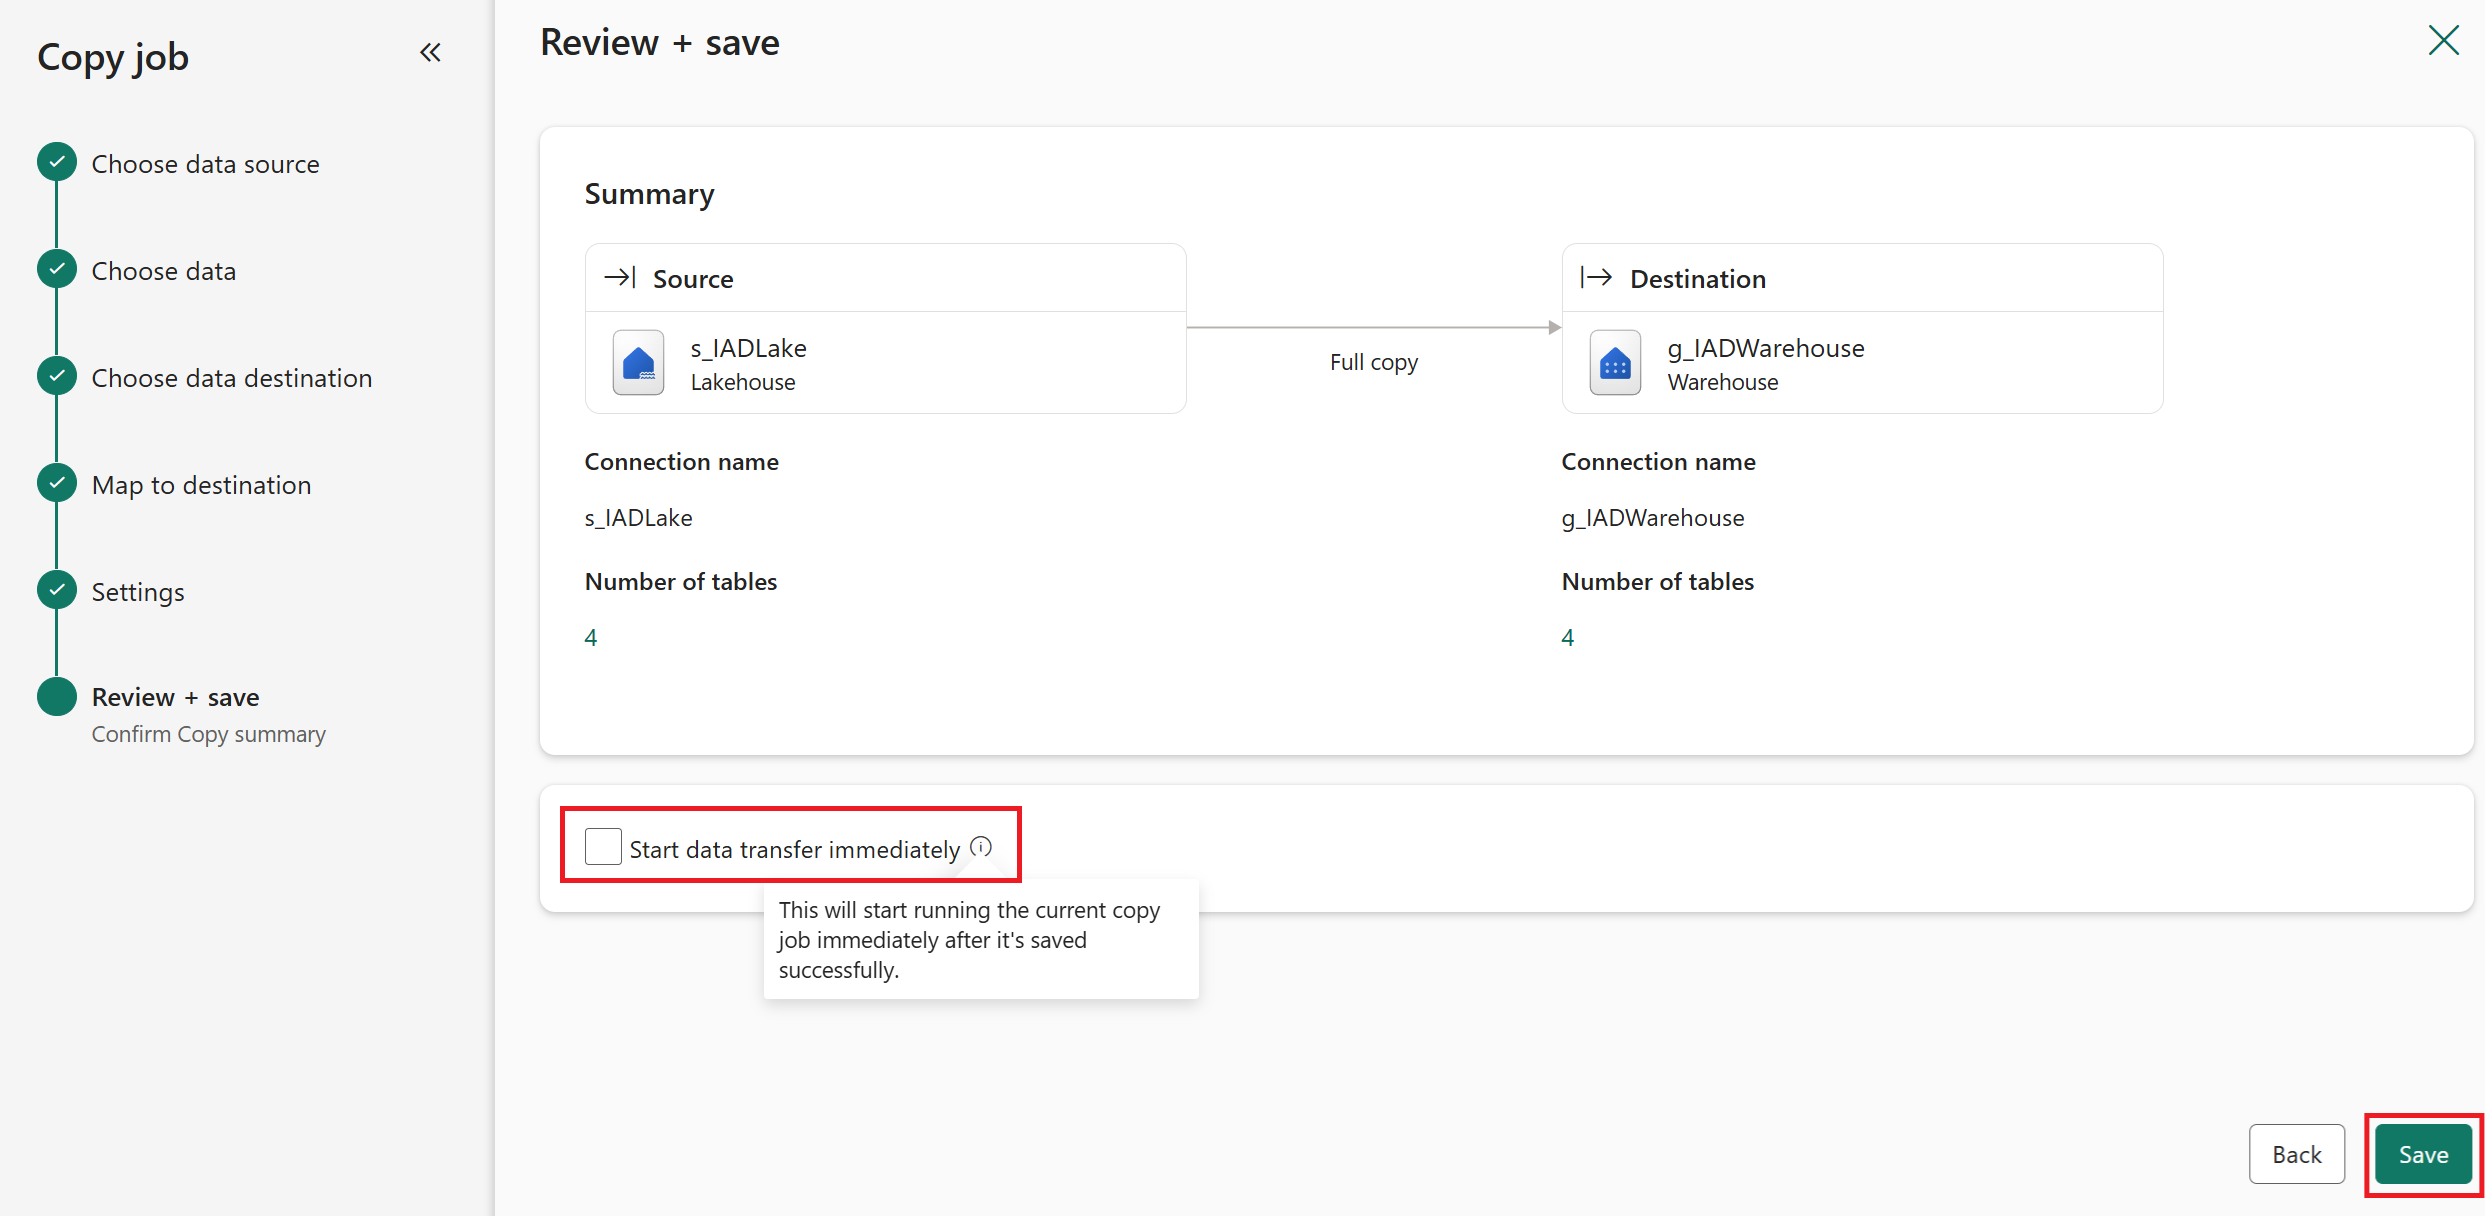 Copy job
Choose data source
Choose data
Choose data destination
Map to destination
Settings
Review + save
Confirm Copy summary
Review + save
Summary
Source
s_IADLake
Lakehouse
Full copy
Destination
g_IADWarehouse
Warehouse
Connection name
s_IADLake
Number of tables
4
Connection name
g_IADWarehouse
Number of tables
4
Start data transfer immediately
This will start running the current copy
job immediately after it's saved
successfully.
Back
Save